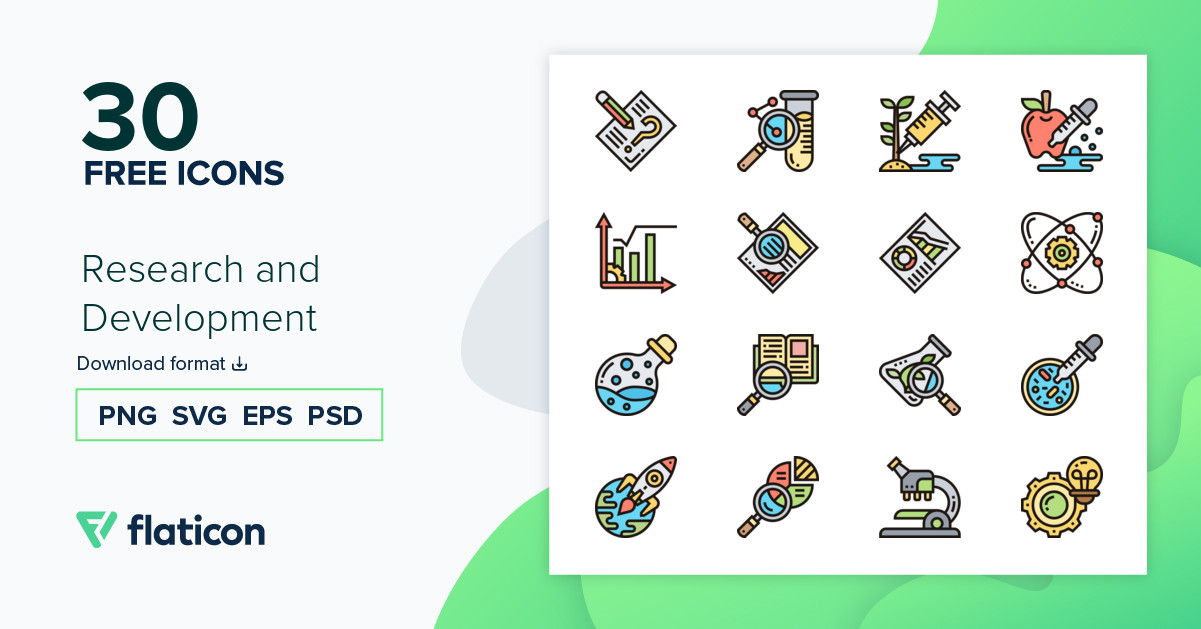 30
FREE ICONS
Research and
Development
Download format
PNG SVG EPS PSD
flaticon